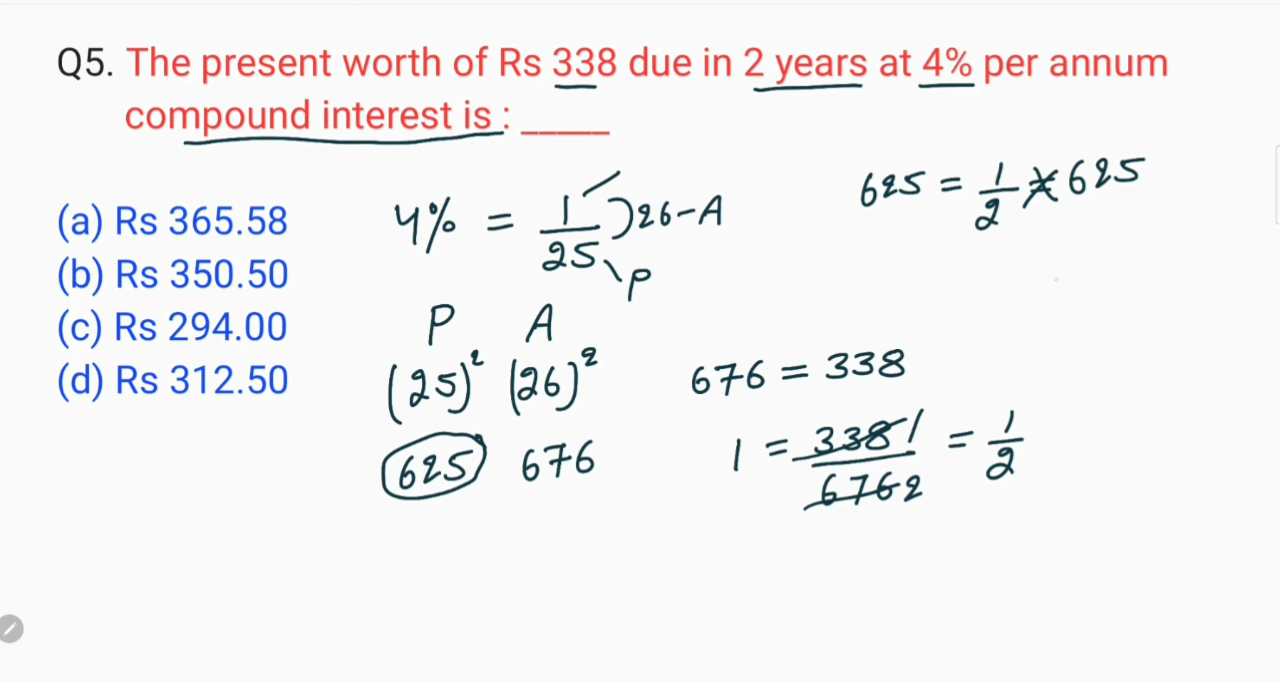 Q5. The present worth of Rs 338 due in 2 years at 4% per annum
compound interest is : _____
(a) Rs 365.58
(b) Rs 350.50
(c) Rs 294.00
(d) Rs 312.50
4% = 1/25 26-A
P
P A
(25)² (26)²
625 676
625 = 1/2 × 625
676 = 338
1 = 338/676 1/2 = 1/2